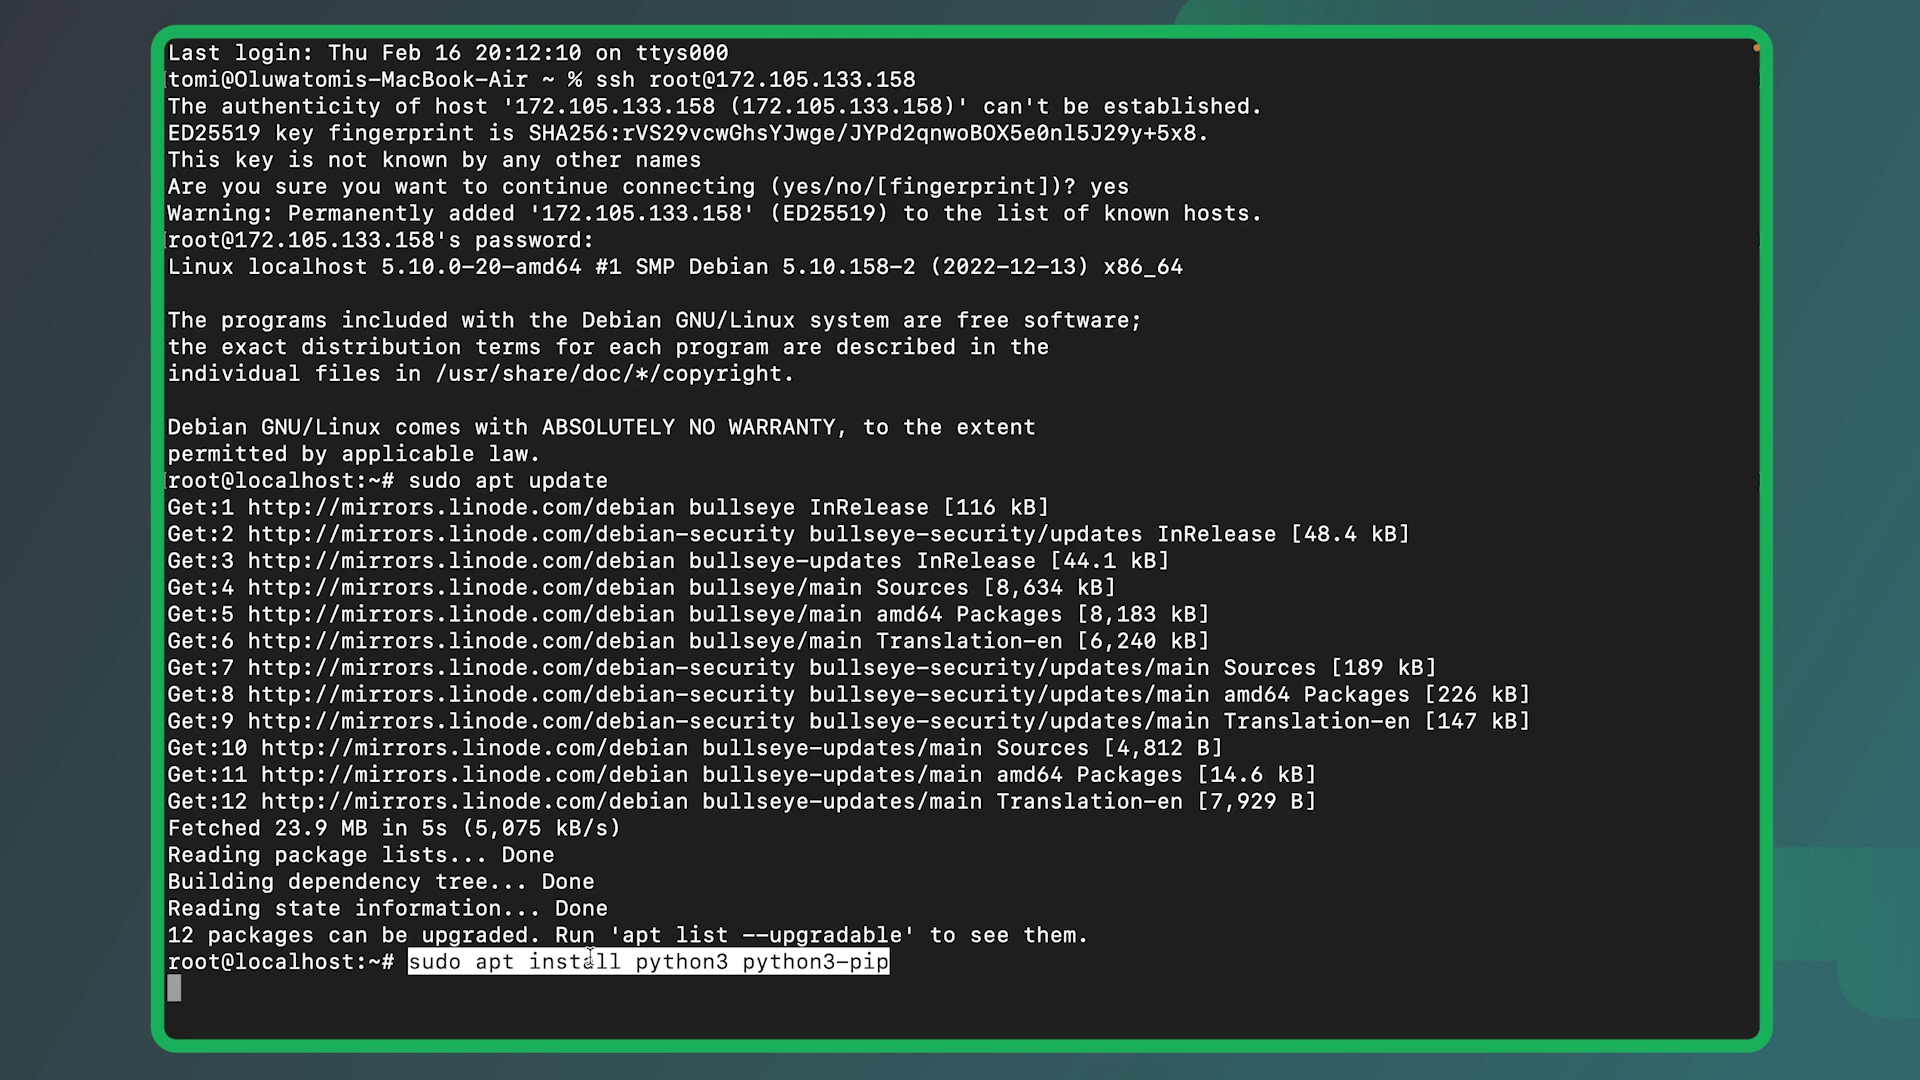 Last login: Thu Feb 16 20:12:10 on ttys000
[tomi@Oluwatomis-MacBook-Air ~ % ssh root@172.105.133.158
The authenticity of host '172.105.133.158 (172.105.133.158)' can't be established.
ED25519 key fingerprint is SHA256:rVS29vcwGhsYJwge/JYPd2qnwoBOX5e0nl5J29y+5x8.
This key is not known by any other names
Are you sure you want to continue connecting (yes/no/[fingerprint])? yes
Warning: Permanently added '172.105.133.158' (ED25519) to the list of known hosts.
[root@172.105.133.158's password:
Linux localhost 5.10.0-20-amd64 #1 SMP Debian 5.10.158-2 (2022-12-13) x86_64
The programs included with the Debian GNU/Linux system are free software;
the exact distribution terms for each program are described in the
individual files in /usr/share/doc/*/copyright.
Debian GNU/Linux comes with ABSOLUTELY NO WARRANTY, to the extent
permitted by applicable law.
[root@localhost:~# sudo apt update
Get:1 http://mirrors.linode.com/debian bullseye InRelease [116 kB]
Get:2 http://mirrors.linode.com/debian-security bullseye-security/updates InRelease [48.4 kB]
Get:3 http://mirrors.linode.com/debian bullseye-updates InRelease [44.1 kB]
Get:4 http://mirrors.linode.com/debian bullseye/main Sources [8,634 kB]
Get:5 http://mirrors.linode.com/debian bullseye/main amd64 Packages [8,183 kB]
Get:6 http://mirrors.linode.com/debian bullseye/main Translation-en [6,240 kB]
Get:7 http://mirrors.linode.com/debian-security bullseye-security/updates/main Sources [189 kB]
Get:8 http://mirrors.linode.com/debian-security bullseye-security/updates/main amd64 Packages [226 kB]
Get:9 http://mirrors.linode.com/debian-security bullseye-security/updates/main Translation-en [147 kB]
Get:10 http://mirrors.linode.com/debian bullseye-updates/main Sources [4,812 B]
Get:11 http://mirrors.linode.com/debian bullseye-updates/main amd64 Packages [14.6 kB]
Get:12 http://mirrors.linode.com/debian bullseye-updates/main Translation-en [7,929 B]
Fetched 23.9 MB in 5s (5,075 kB/s)
Reading package lists... Done
Building dependency tree... Done
Reading state information... Done
12 packages can be upgraded. Run 'apt list --upgradable' to see them.
root@localhost:~# sudo apt install python3 python3-pip